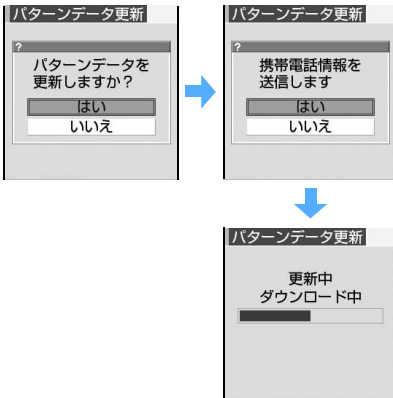 パターンデータ更新
?
パターンデータを
更新しますか？
はい
いいえ
パターンデータ更新
?
携帯電話情報を
送信します
はい
いいえ
パターンデータ更新
更新中
ダウンロード中